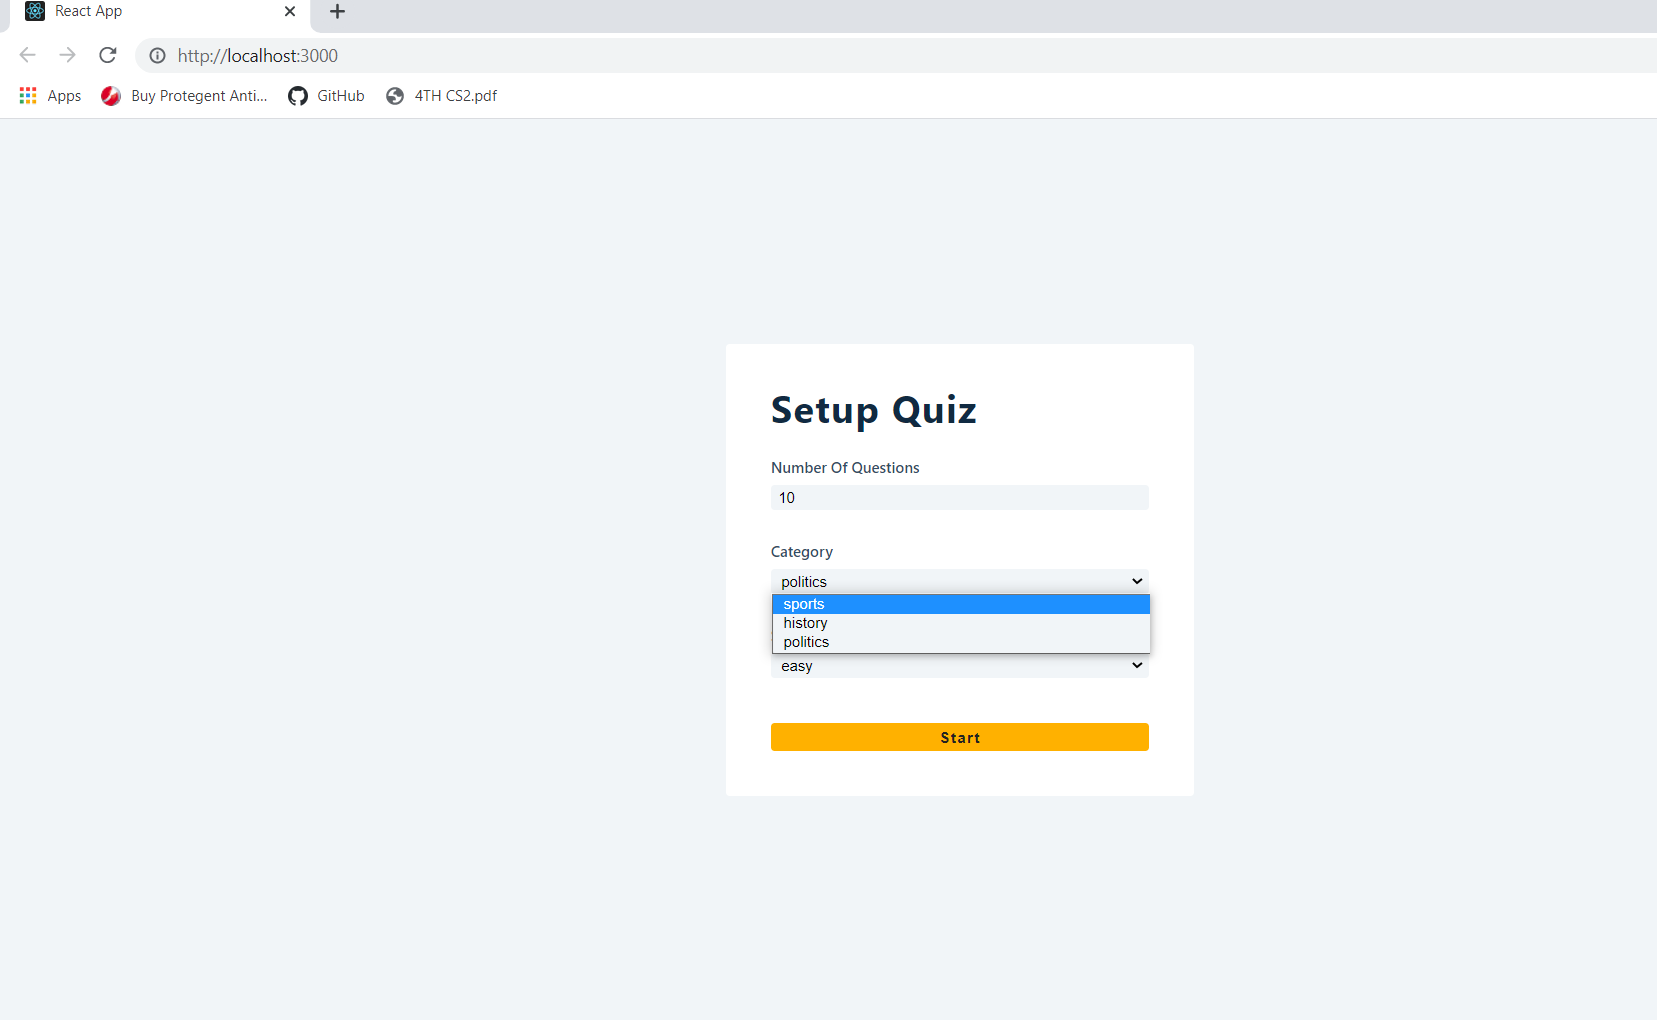 React App
http://localhost:3000
Apps
Buy Protegent Anti...
GitHub
4TH CS2.pdf
Setup Quiz
Number Of Questions
10
Category
politics
sports
history
politics
easy
Start